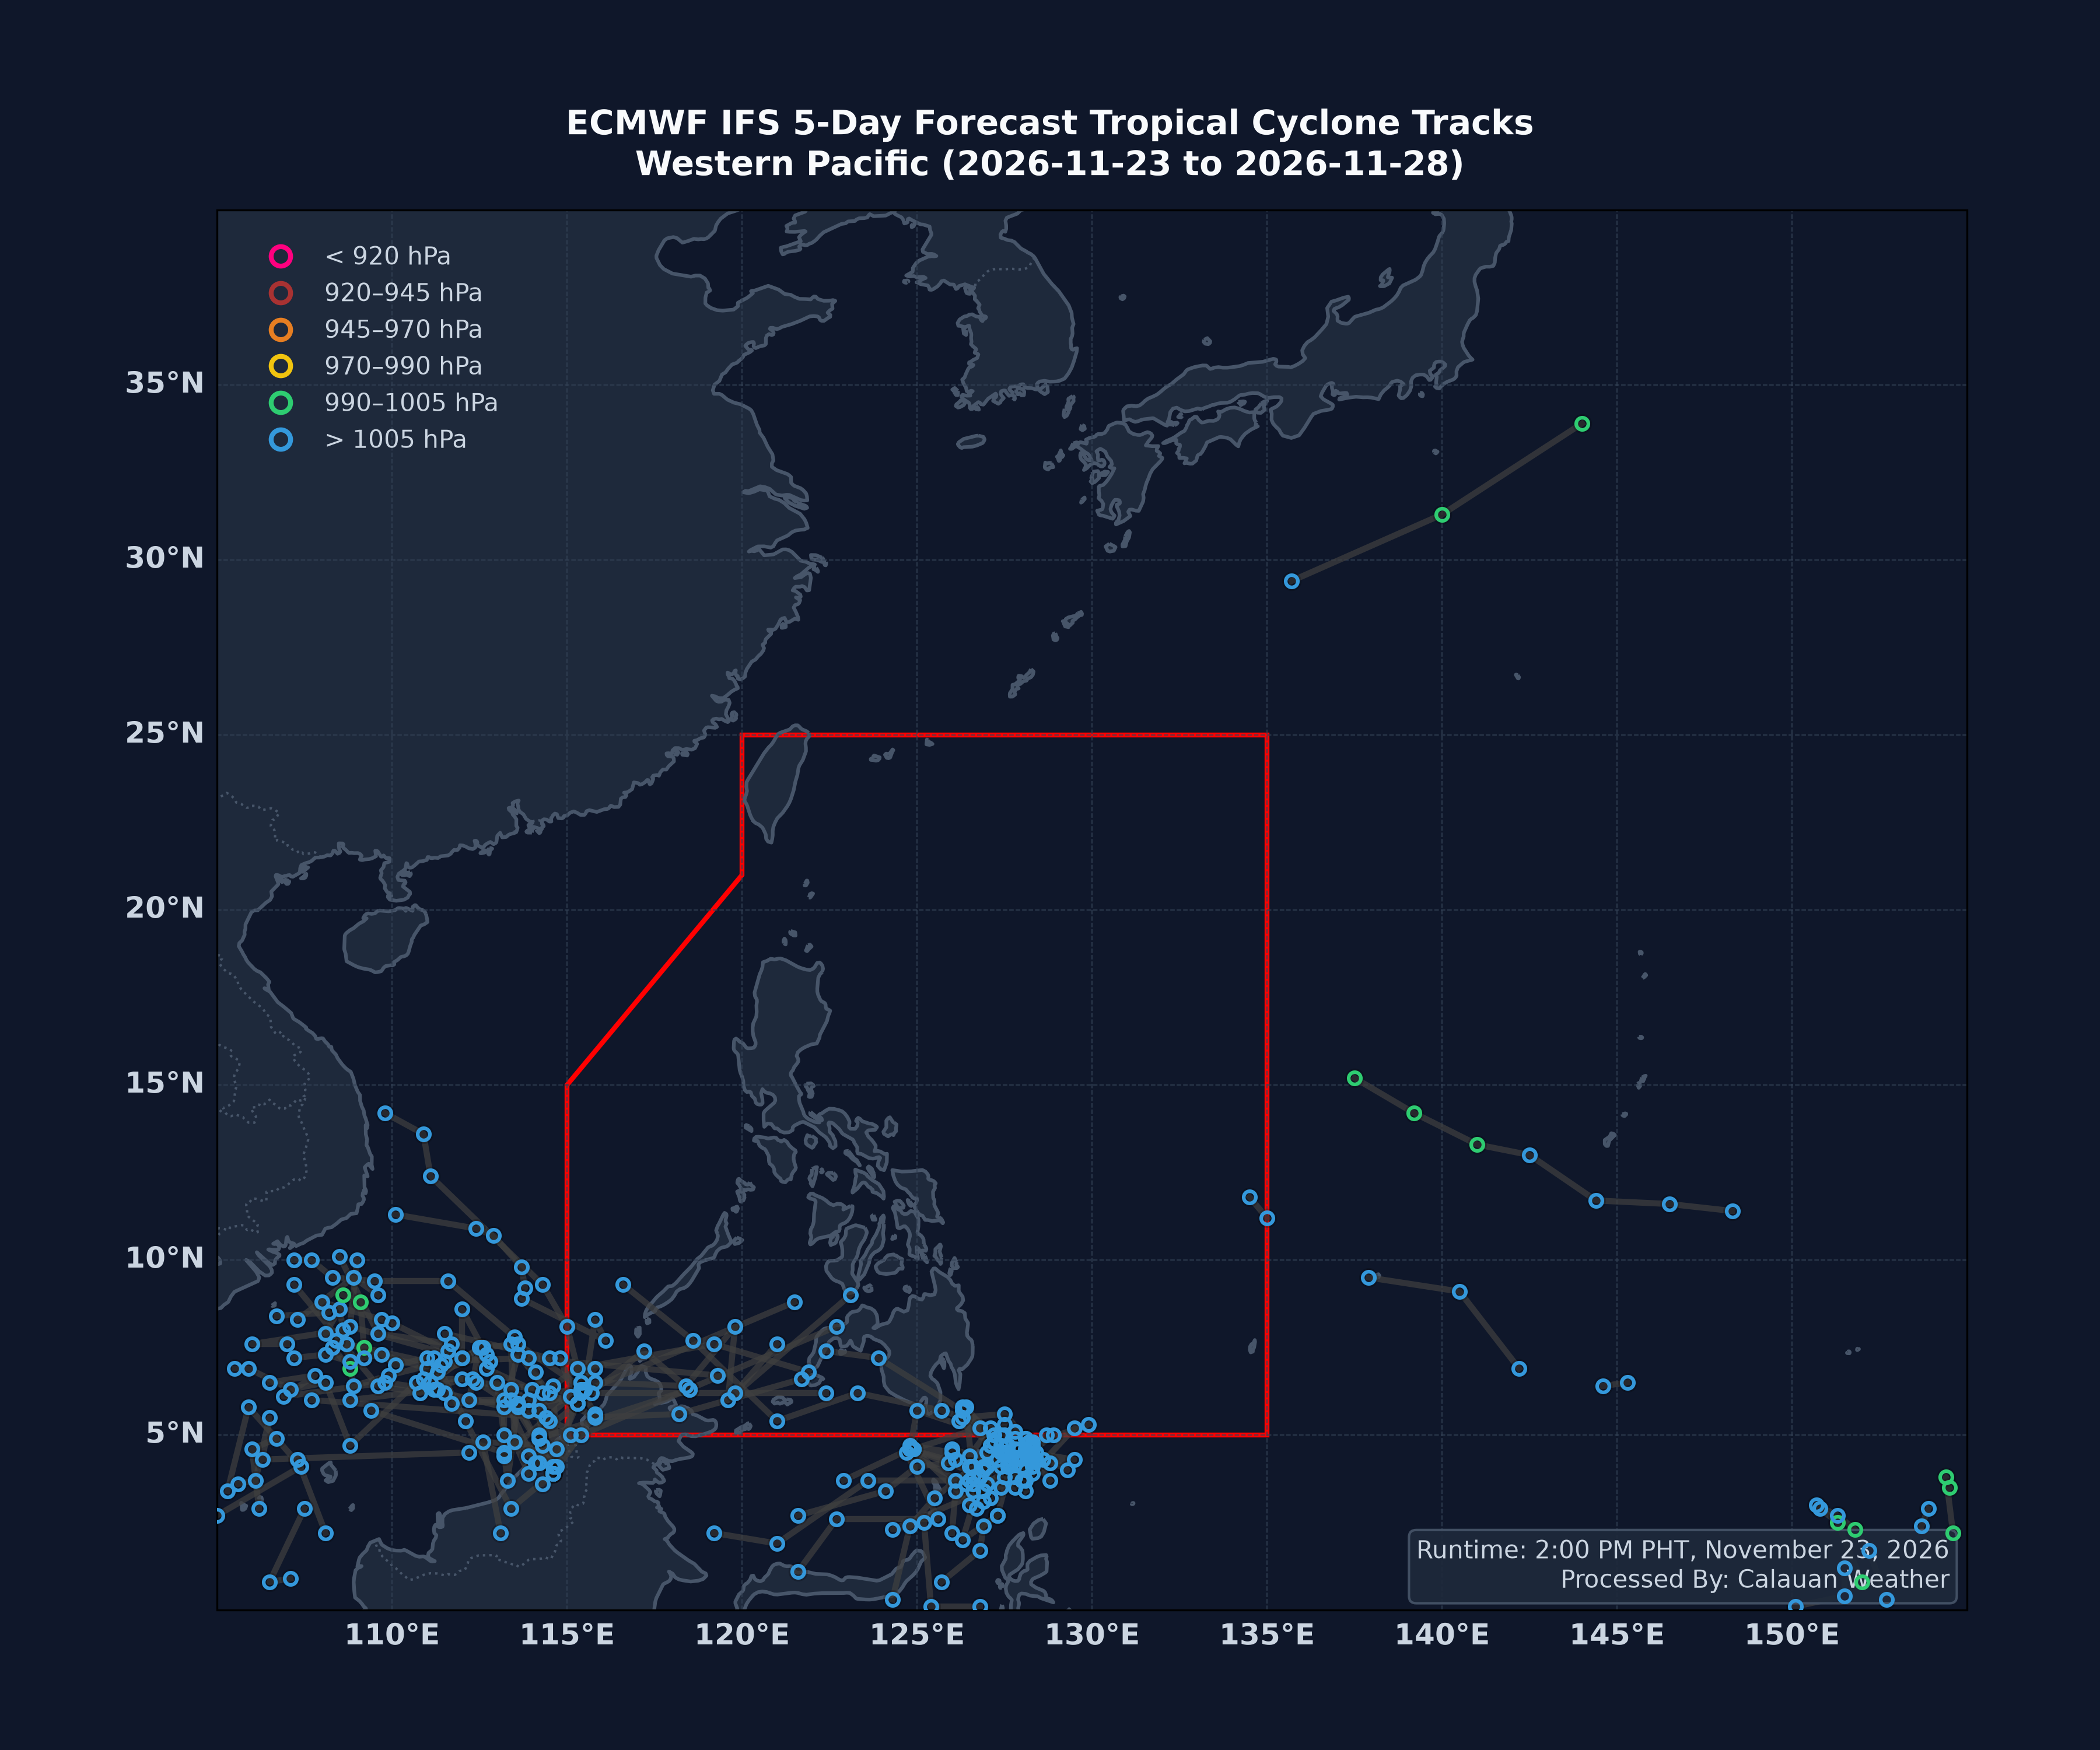 ECMWF IFS 5-Day Forecast Tropical Cyclone Tracks
Western Pacific (2026-11-23 to 2026-11-28)
< 920 hPa
920–945 hPa
945–970 hPa
970–990 hPa
990–1005 hPa
> 1005 hPa
35°N
30°N
25°N
20°N
15°N
10°N
5°N
Runtime: 2:00 PM PHT, November 23, 2026
Processed By: Calauan Weather
110°E 115°E 120°E 125°E 130°E 135°E 140°E 145°E 150°E